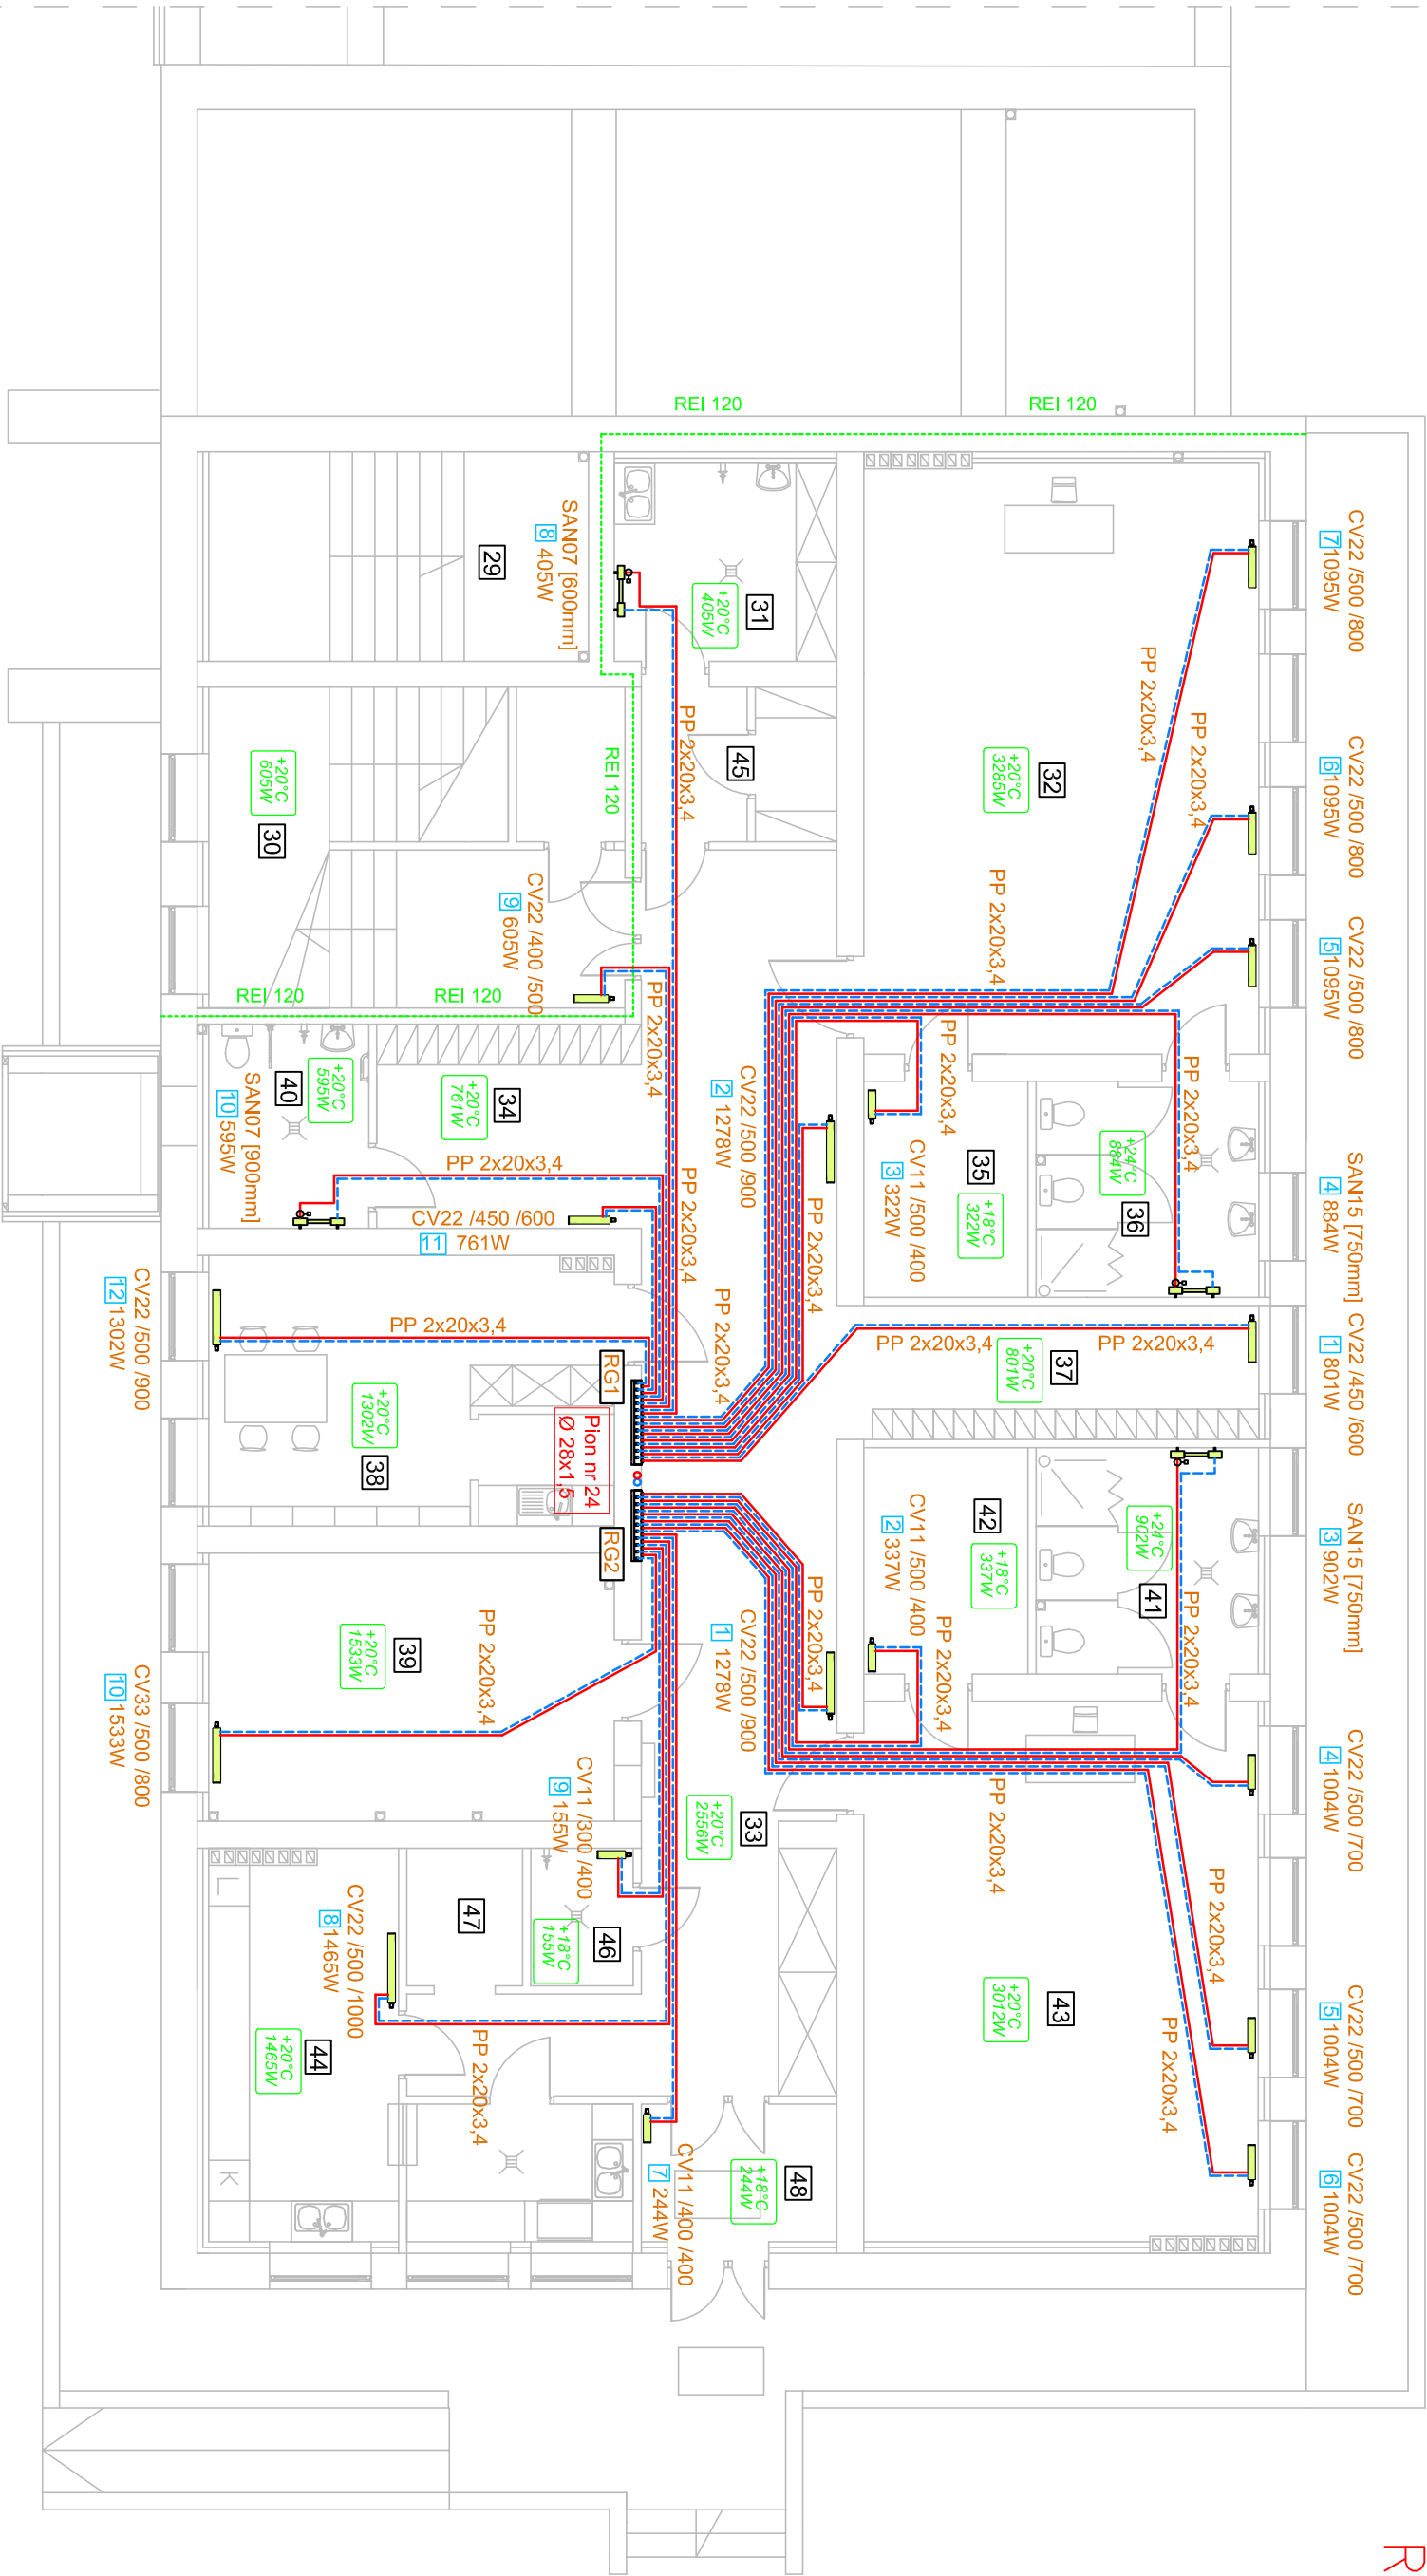 R
CV22 /500 /800
7 1095W
CV22 /500 /800
6 1095W
CV22 /500 /800
5 1095W
SAN15 [750mm]
4 884W
CV22 /450 /600
1 801W
SAN15 [750mm]
3 902W
CV22 /500 /700
4 1004W
CV22 /500 /700
5 1004W
CV22 /500 /700
6 1004W
REI 120
REI 120
PP 2x20x3,4
PP 2x20x3,4
PP 2x20x3,4
32
+20°C
3285W
PP 2x20x3,4
PP 2x20x3,4
36
+24°C
884W
35
+18°C
322W
CV11 /500 /400
3 322W
PP 2x20x3,4
CV22 /500 /900
2 1278W
PP 2x20x3,4
PP 2x20x3,4
PP 2x20x3,4
37
+20°C
801W
41
+24°C
902W
PP 2x20x3,4
42
+18°C
337W
CV11 /500 /400
2 337W
PP 2x20x3,4
PP 2x20x3,4
CV22 /500 /900
1 1278W
PP 2x20x3,4
PP 2x20x3,4
PP 2x20x3,4
43
+20°C
3012W
31
+20°C
405W
SAN07 [600mm]
8 405W
29
45
PP 2x20x3,4
REI 120
30
+20°C
605W
CV22 /400 /500
9 605W
REI 120
REI 120
PP 2x20x3,4
PP 2x20x3,4
PP 2x20x3,4
34
+20°C
761W
40
+20°C
595W
SAN07 [900mm]
10 595W
PP 2x20x3,4
CV22 /450 /600
11 761W
PP 2x20x3,4
CV22 /500 /900
12 1302W
38
+20°C
1302W
RG1
Pion nr 24
Ø 28x1,5
RG2
39
+20°C
1533W
PP 2x20x3,4
CV33 /500 /800
10 1533W
33
+20°C
2556W
CV11 /300 /400
9 155W
46
+18°C
155W
47
CV22 /500 /1000
8 1465W
44
+20°C
1465W
PP 2x20x3,4
48
+18°C
244W
CV11 /400 /400
7 244W
L
K